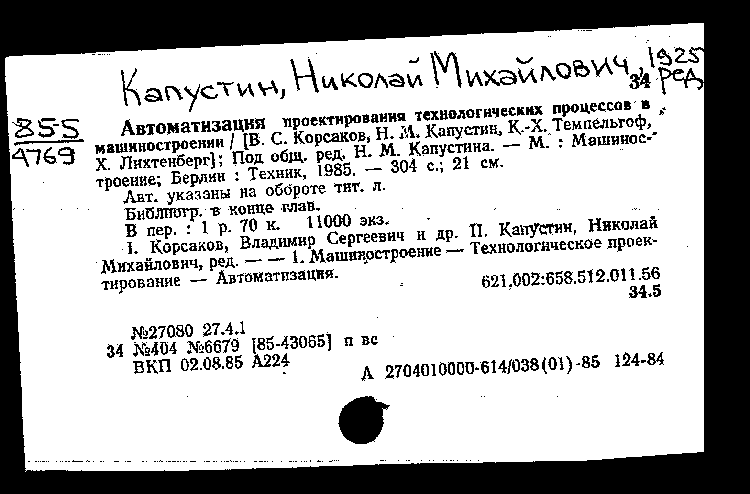 Капустин, Николай Михайлович, 1925
34 ред
85-5
4769
Автоматизация проектирования технологических процессов в
машиностроении / [В. С. Корсаков, Н. М. Капустин, К.-Х. Темпельгоф,
Х. Лихтенберг]; Под общ. ред. Н. М. Капустина. — М. : Машинос-
троение; Берлин : Техник, 1985. — 304 с.; 21 см.
Авт. указаны на обороте тит. л.
Библиогр. в конце глав.
В пер. : 1 р. 70 к. 11000 экз.
I. Корсаков, Владимир Сергеевич и др. II. Капустин, Николай
Михайлович, ред. — — 1. Машиностроение — Технологическое проек-
тирование — Автоматизация.
621.002:658.512.011.56
34.5
№27080 27.4.1
34 №404 №6679 [85-43065] п вс
ВКП 02.08.85 А224
А 2704010000-614/038(01)-85 124-84